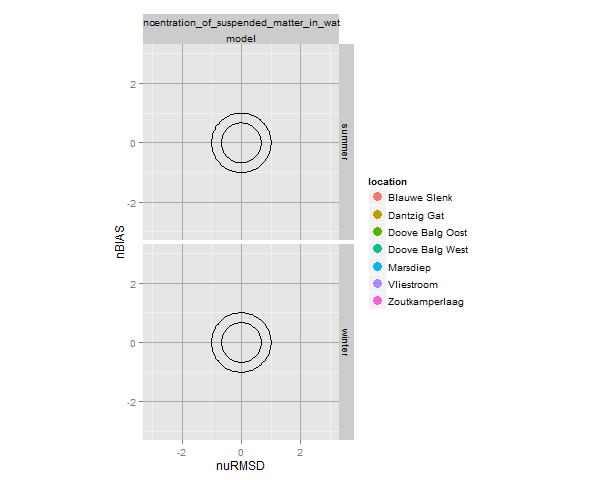 ncentration_of_suspended_matter_in_wat
model
2
0
-2
summer
nBIAS
2
0
-2
winter
-2 0 2
nuRMSD
location
Blauwe Slenk
Dantzig Gat
Doove Balg Oost
Doove Balg West
Marsdiep
Vliestroom
Zoutkamperlaag